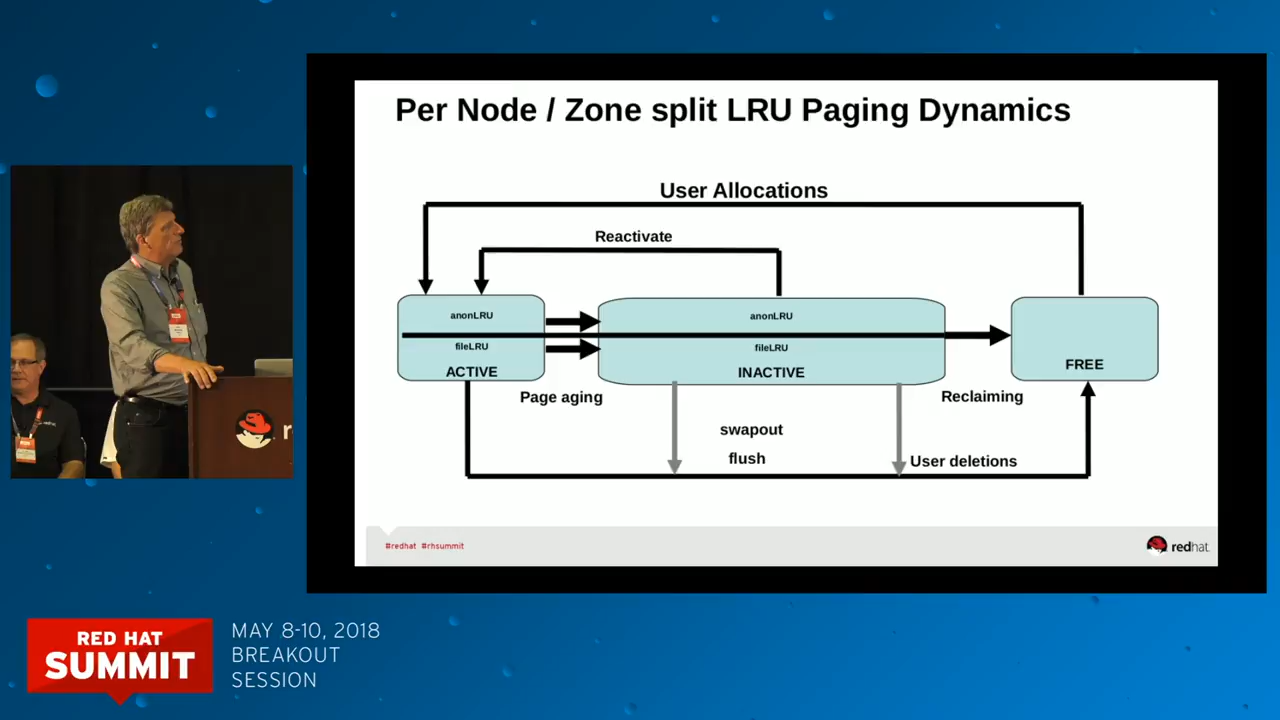 Per Node / Zone split LRU Paging Dynamics
User Allocations
Reactivate
anonLRU
fileLRU
ACTIVE
anonLRU
fileLRU
INACTIVE
FREE
Page aging
Reclaiming
swapout
flush
User deletions
#redhat #rhsummit
redhat.
RED HAT
SUMMIT
MAY 8-10, 2018
BREAKOUT
SESSION